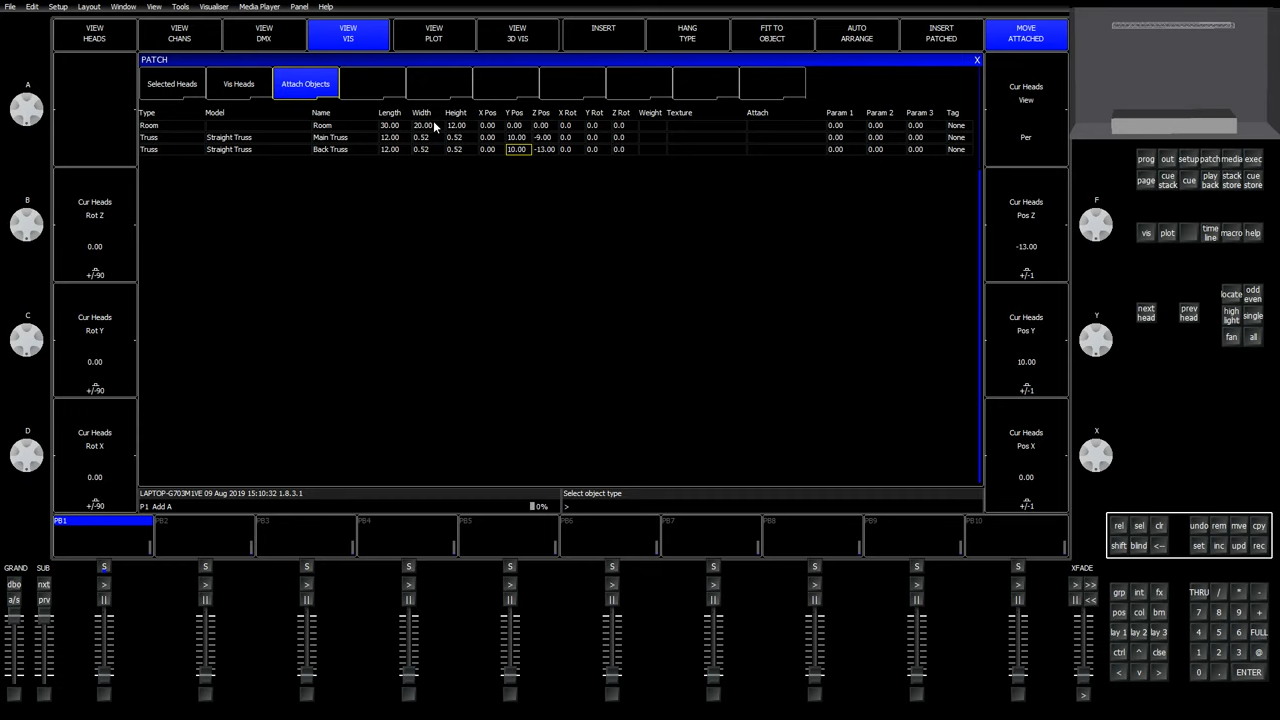 File Edit Setup Layout Window View Tools Visualiser Media Player Panel Help
VIEW HEADS
VIEW CHANS
VIEW DMX
VIEW VIS
VIEW PLOT
VIEW 3D VIS
INSERT
HANG TYPE
FIT TO OBJECT
AUTO ARRANGE
INSERT PATCHED
MOVE ATTACHED
PATCH X
Selected Heads Vis Heads Attach Objects
Type Model Name Length Width Height X Pos Y Pos Z Pos X Rot Y Rot Z Rot Weight Texture Attach Param 1 Param 2 Param 3 Tag
Room Room 30.00 20.00 12.00 0.00 0.00 0.00 0.0 0.0 0.0 0.00 0.00 0.00 None
Truss Straight Truss Main Truss 12.00 0.52 0.52 0.00 10.00 -9.00 0.0 0.0 0.0 0.00 0.00 0.00 None
Truss Straight Truss Back Truss 12.00 0.52 0.52 0.00 10.00 -13.00 0.0 0.0 0.0 0.00 0.00 0.00 None
A
B
C
D
Cur Heads
Rot Z
0.00
+/-90
Cur Heads
Rot Y
0.00
+/-90
Cur Heads
Rot X
0.00
+/-90
Cur Heads
View
Per
Cur Heads
Pos Z
-13.00
+/-1
Cur Heads
Pos Y
10.00
+/-1
Cur Heads
Pos X
0.00
+/-1
F
Y
X
prog out setup patch media exec
page cue stack cue play back stack store cue store
vis plot time line macro help
locate odd even
next head prev head high light single
fan all
LAPTOP-G703M1VE 09 Aug 2019 15:10:32 1.8.3.1 Select object type
P1 Add A 0% >
PB1 PB2 PB3 PB4 PB5 PB6 PB7 PB8 PB9 PB10
rel sel clr undo rem mve cpy
shift blind <-- set inc upd rec
GRAND SUB S S S S S S S S S S XFADE
dbo nxt > > > > > > > > > > > >>
a/s prv || || || || || || || || || || || <<
grp int fx THRU / * -
pos col bm 7 8 9 +
lay 1 lay 2 lay 3 4 5 6 FULL
ctrl ^ clse 1 2 3 @
< v > 0 . ENTER
>